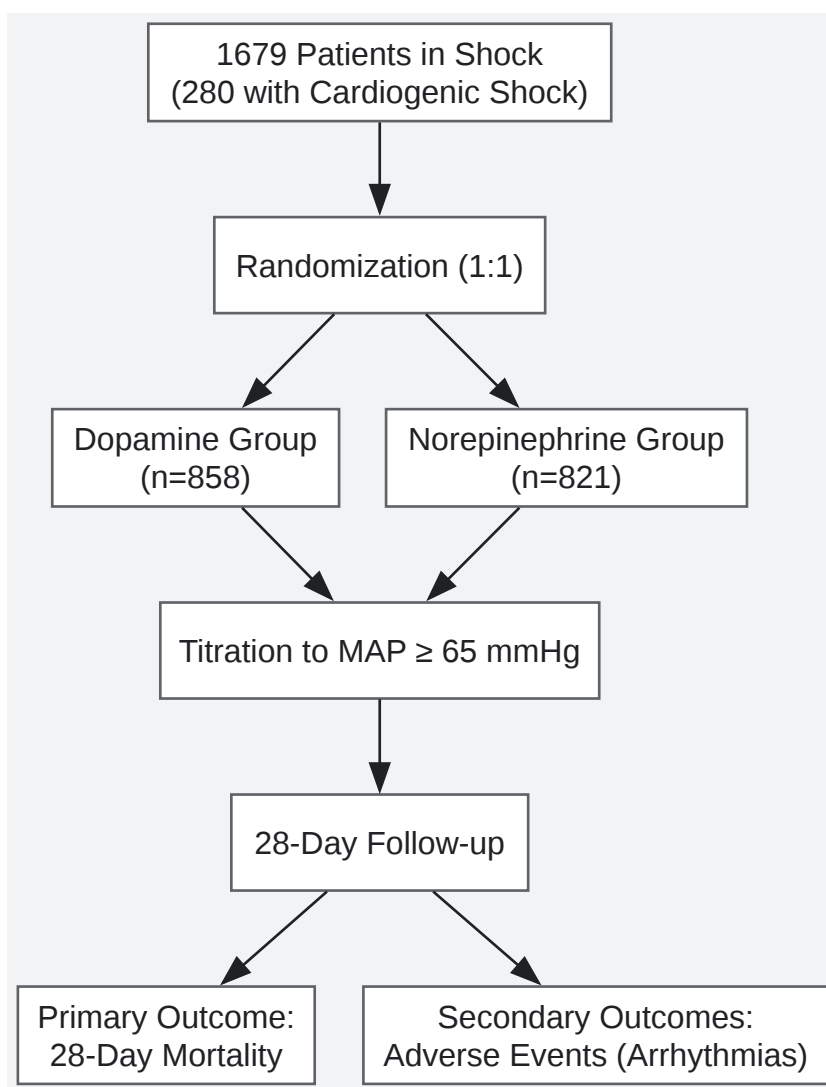 1679 Patients in Shock
(280 with Cardiogenic Shock)
Randomization (1:1)
Dopamine Group
(n=858)
Norepinephrine Group
(n=821)
Titration to MAP ≥ 65 mmHg
28-Day Follow-up
Primary Outcome:
28-Day Mortality
Secondary Outcomes:
Adverse Events (Arrhythmias)